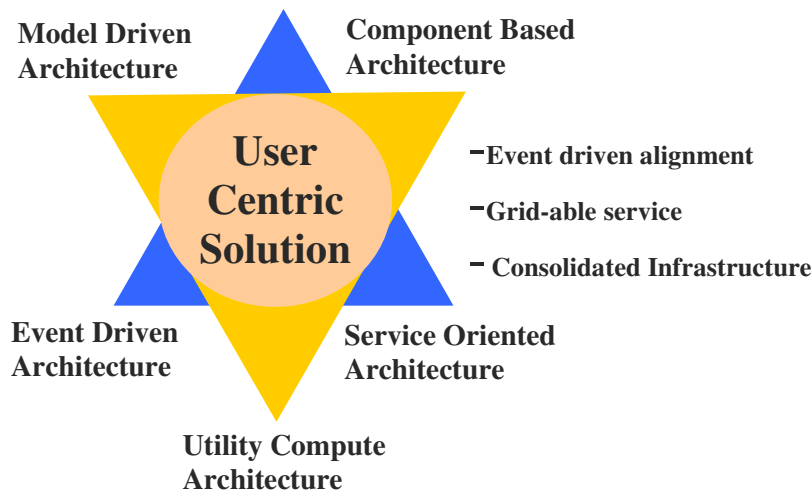 Model Driven
Architecture
Component Based
Architecture
User
Centric
Solution
-Event driven alignment
-Grid-able service
- Consolidated Infrastructure
Event Driven
Architecture
Service Oriented
Architecture
Utility Compute
Architecture